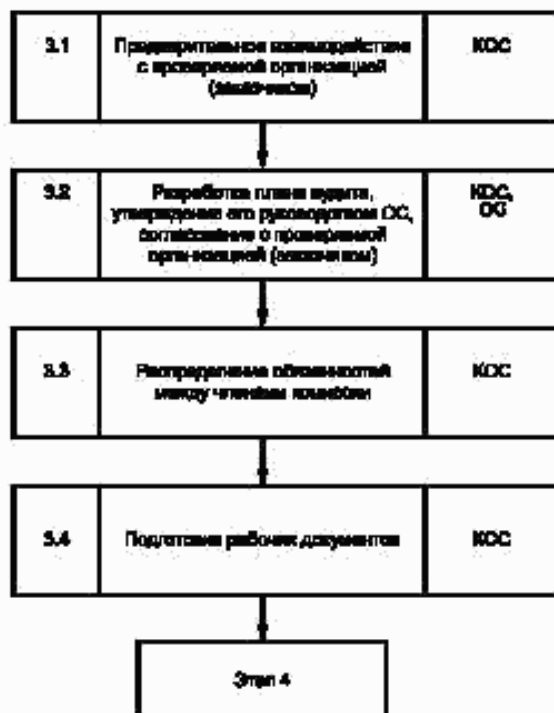 3.1
Предварительное взаимодействие
с проверяемой организацией
(заказчиком)
КОС
3.2
Разработка плана аудита,
утверждение его руководством ОС,
согласование с проверяемой
организацией (заказчиком)
КОС,
ОС
3.3
Распределение обязанностей
между членами комиссии
КОС
3.4
Подготовка рабочих документов
КОС
Этап 4